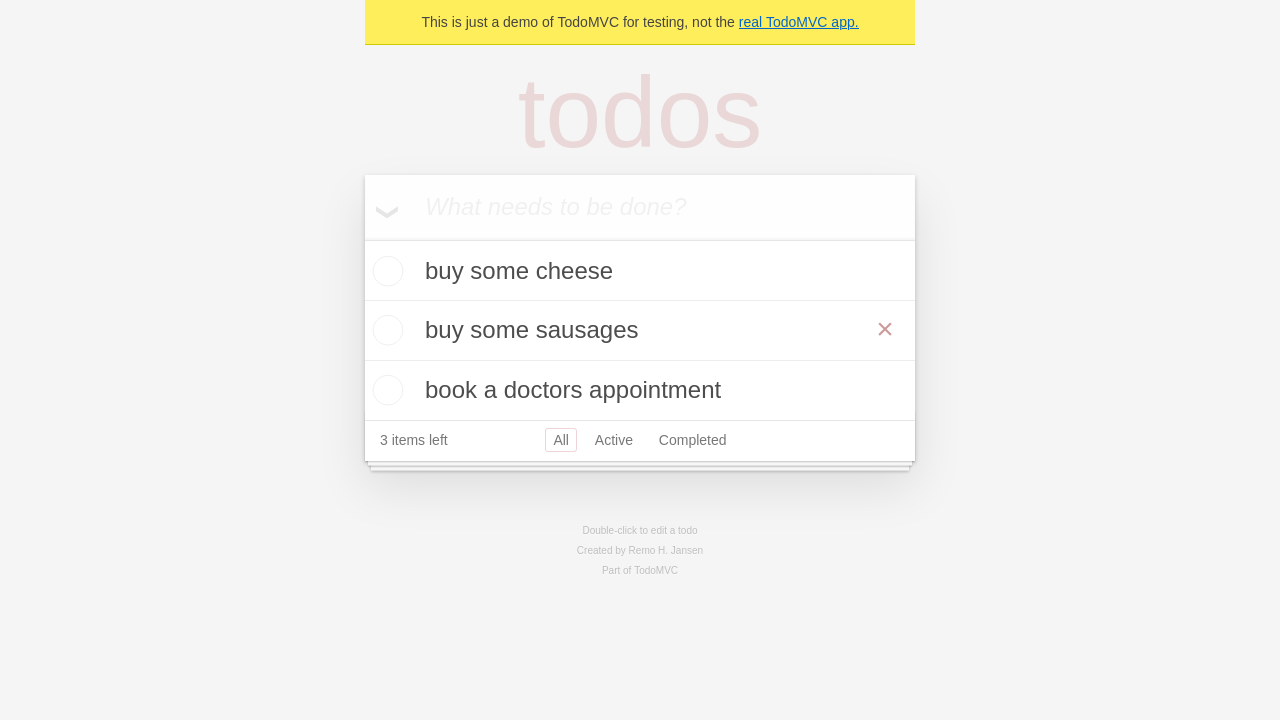 This is just a demo of TodoMVC for testing, not the real TodoMVC app.
todos
What needs to be done?
buy some cheese
buy some sausages
book a doctors appointment
3 items left All Active Completed
Double-click to edit a todo
Created by Remo H. Jansen
Part of TodoMVC